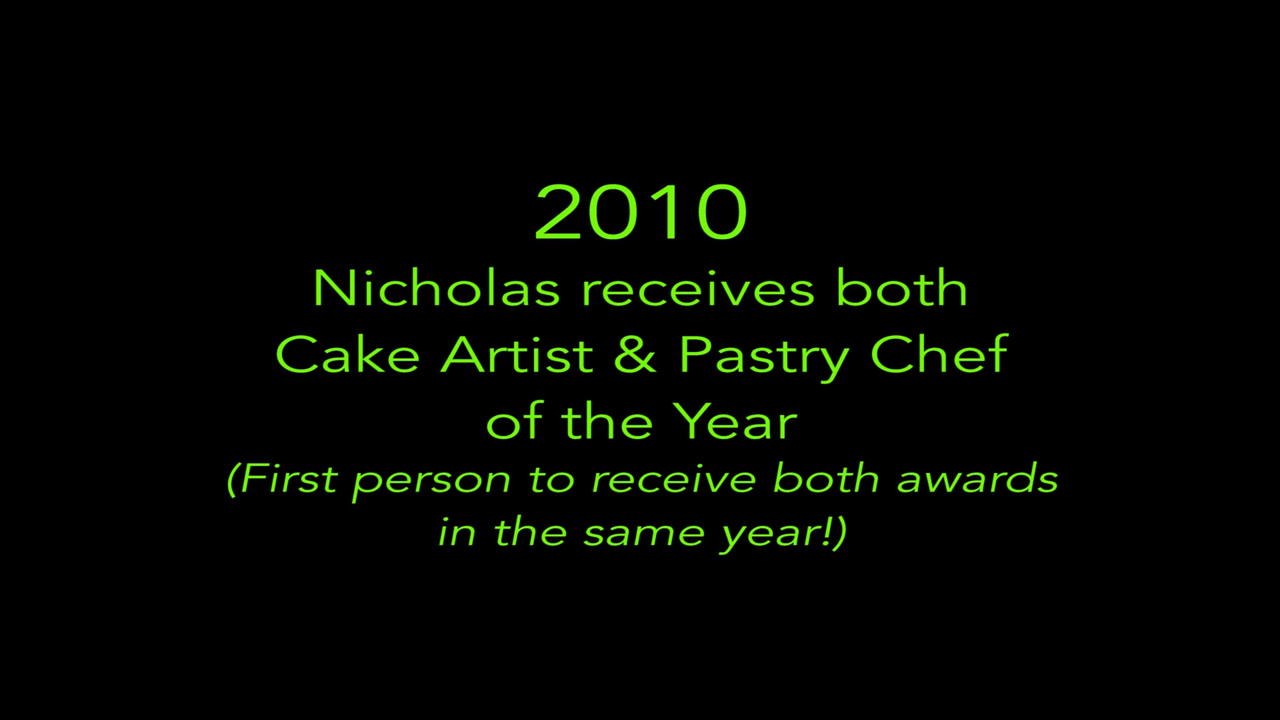 2010
Nicholas receives both
Cake Artist & Pastry Chef
of the Year
(First person to receive both awards
in the same year!)